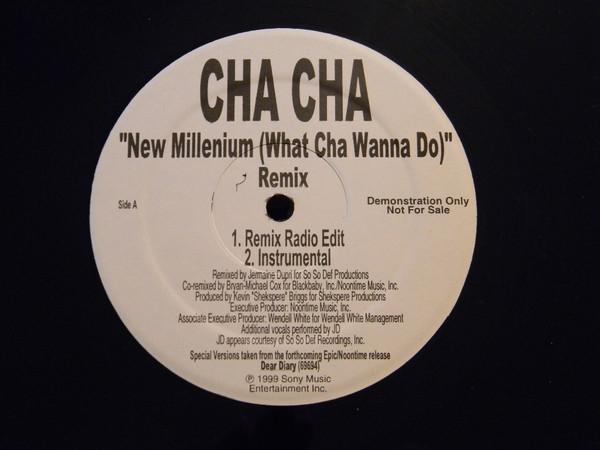 CHA CHA
"New Millenium (What Cha Wanna Do)"
Remix
Side A
Demonstration Only
Not For Sale
1. Remix Radio Edit
2. Instrumental
Remixed by Jermaine Dupri for So So Def Productions
Co-remixed by Bryan-Michael Cox for Blackbaby, Inc./Noontime Music, Inc.
Produced by Kevin "Shekspere" Briggs for Shekspere Productions
Executive Producer: Noontime Music, Inc.
Associate Executive Producer: Wendell White for Wendell White Management
Additional vocals performed by JD
JD appears courtesy of So So Def Recordings, Inc.
Special Versions taken from the forthcoming Epic/Noontime release
Dear Diary (69694)
℗ 1999 Sony Music
Entertainment Inc.